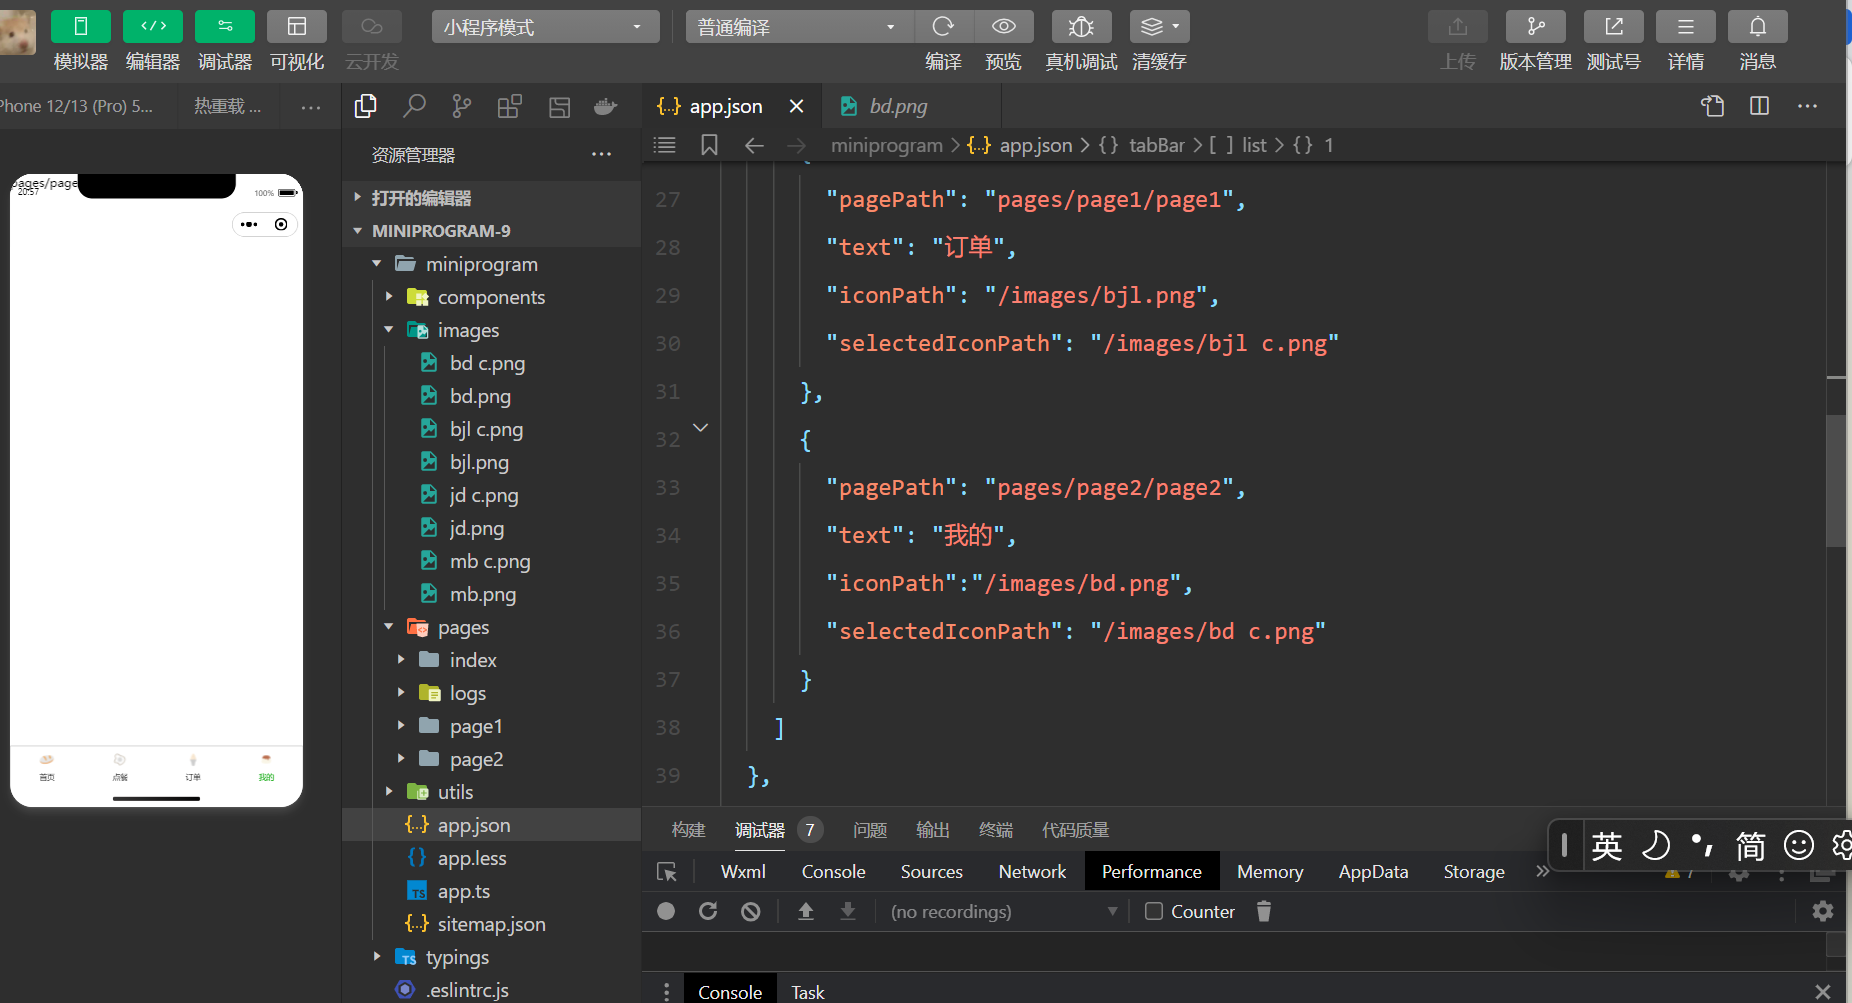 小程序模式
普通编译
模拟器
编辑器
调试器
可视化
云开发
编译
预览
真机调试
清缓存
上传
版本管理
测试号
详情
消息
Phone 12/13 (Pro) 5...
热重载 ...
pages/page
20:57
100%
首页
点餐
订单
我的
资源管理器
打开的编辑器
MINIPROGRAM-9
miniprogram
components
images
bd c.png
bd.png
bjl c.png
bjl.png
jd c.png
jd.png
mb c.png
mb.png
pages
index
logs
page1
page2
utils
app.json
app.less
app.ts
sitemap.json
typings
.eslintrc.js
app.json
bd.png
miniprogram > {..} app.json > {} tabBar > [ ] list > {} 1
{
27 "pagePath": "pages/page1/page1",
28 "text": "订单",
29 "iconPath": "/images/bjl.png",
30 "selectedIconPath": "/images/bjl c.png"
31 },
32 {
33 "pagePath": "pages/page2/page2",
34 "text": "我的",
35 "iconPath":"/images/bd.png",
36 "selectedIconPath": "/images/bd c.png"
37 }
38 ]
39 },
构建 调试器 7 问题 输出 终端 代码质量
英 简
Wxml Console Sources Network Performance Memory AppData Storage » 7
(no recordings) Counter
Console Task